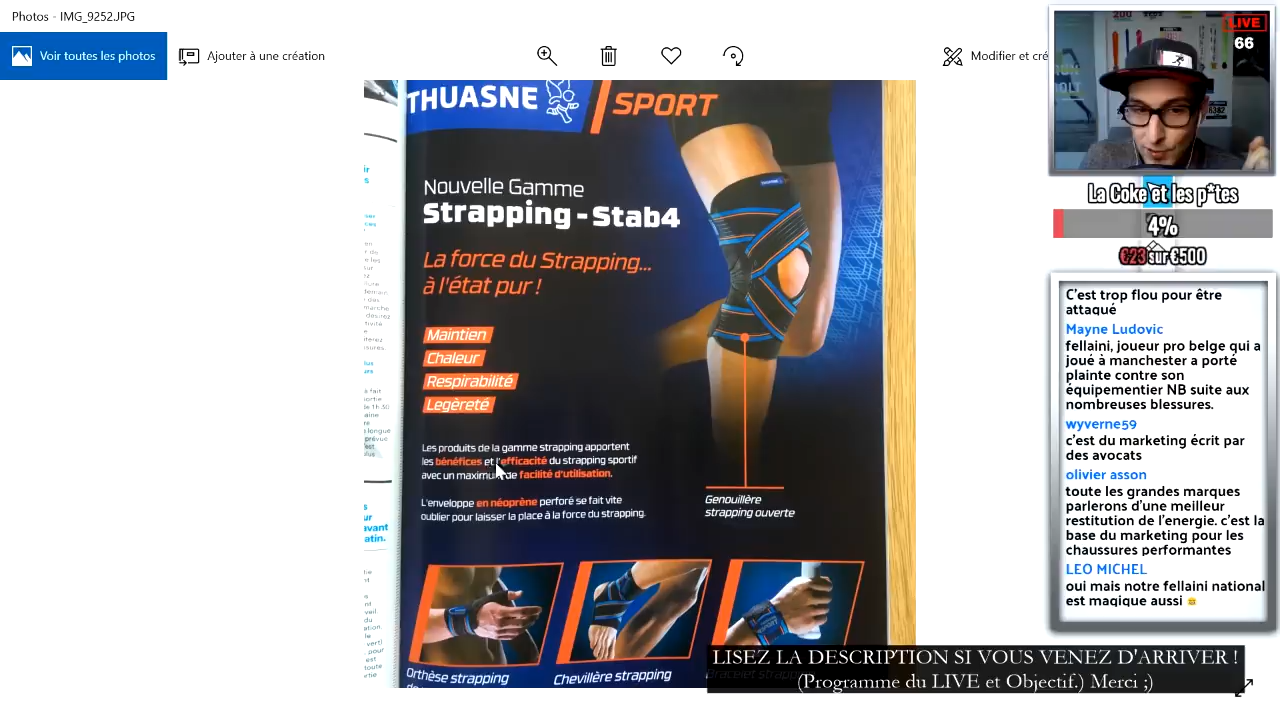 Photos - IMG_9252.JPG
Voir toutes les photos
Ajouter à une création
Modifier et cré
LIVE
66
THUASNE
SPORT
Nouvelle Gamme
Strapping - Stab4
La force du Strapping...
à l'état pur !
Maintien
Chaleur
Respirabilité
Legèreté
Les produits de la gamme strapping apportent
les bénéfices et l'efficacité du strapping sportif
avec un maximum de facilité d'utilisation.
L'enveloppe en néoprène perforé se fait vite
oublier pour laisser la place à la force du strapping.
Genouillère
strapping ouverte
Orthèse strapping
Chevillère strapping
Bracelet strapping
La Coke et les p*tes
4%
€23 sur €500
C'est trop flou pour être
attaqué
Mayne Ludovic
fellaini, joueur pro belge qui a
joué à manchester a porté
plainte contre son
équipementier NB suite aux
nombreuses blessures.
wyverne59
c'est du marketing écrit par
des avocats
olivier asson
toute les grandes marques
parlerons d'une meilleur
restitution de l'energie. c'est la
base du marketing pour les
chaussures performantes
LEO MICHEL
oui mais notre fellaini national
est magique aussi
LISEZ LA DESCRIPTION SI VOUS VENEZ D'ARRIVER !
(Programme du LIVE et Objectif.) Merci ;)